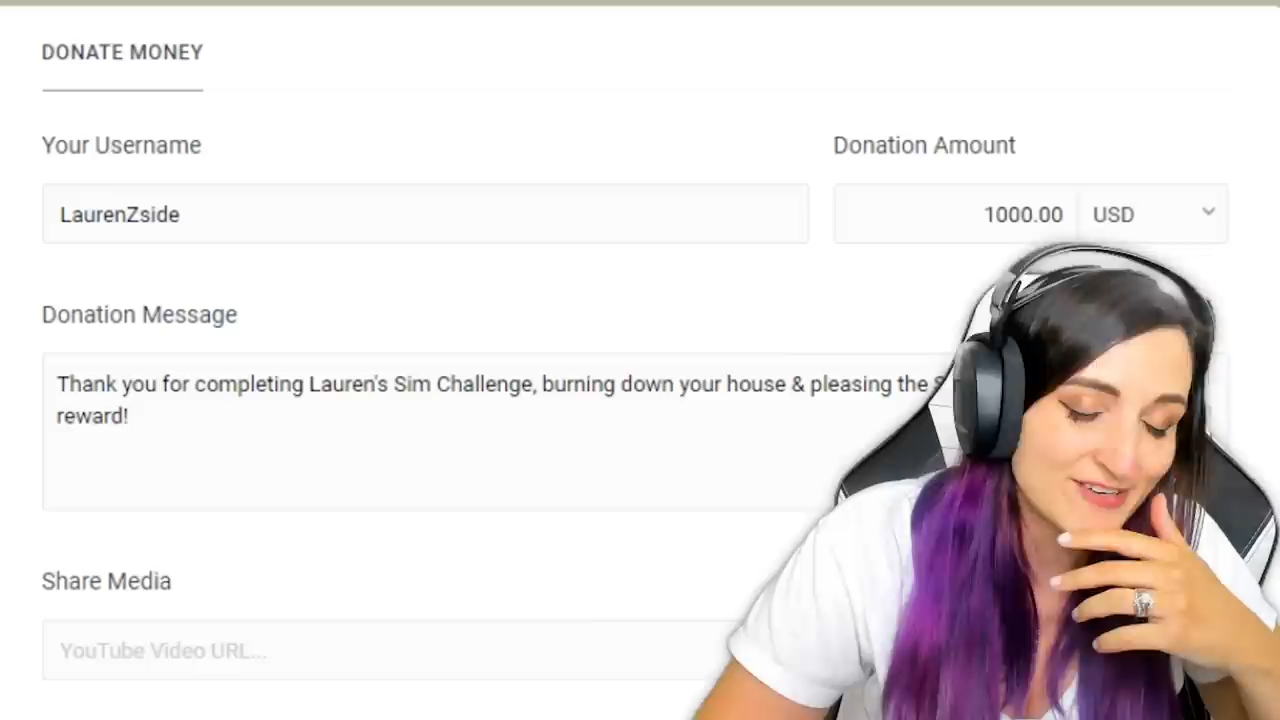 DONATE MONEY
Your Username
Donation Amount
LaurenZside
1000.00
USD
Donation Message
Thank you for completing Lauren's Sim Challenge, burning down your house & pleasing the
reward!
Share Media
YouTube Video URL...